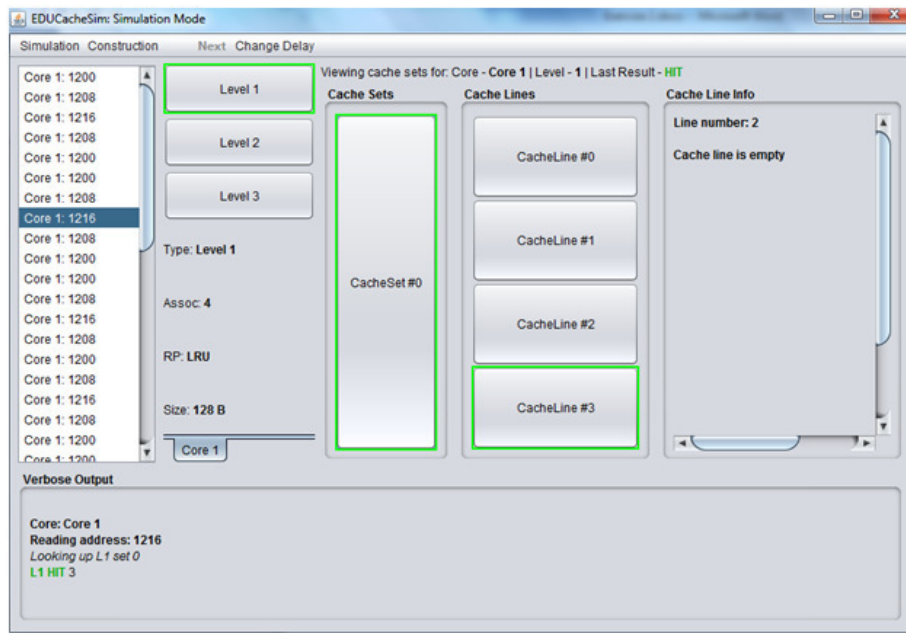 EDUCacheSim: Simulation Mode
Simulation Construction Next Change Delay
Core 1: 1200
Core 1: 1208
Core 1: 1216
Core 1: 1208
Core 1: 1200
Core 1: 1200
Core 1: 1208
Core 1: 1216
Core 1: 1208
Core 1: 1200
Core 1: 1200
Core 1: 1208
Core 1: 1216
Core 1: 1208
Core 1: 1200
Core 1: 1208
Core 1: 1216
Core 1: 1208
Core 1: 1200
Core 1: 1200
Level 1
Level 2
Level 3
Type: Level 1
Assoc: 4
RP: LRU
Size: 128 B
Core 1
Viewing cache sets for: Core - Core 1 | Level - 1 | Last Result - HIT
Cache Sets
CacheSet #0
Cache Lines
CacheLine #0
CacheLine #1
CacheLine #2
CacheLine #3
Cache Line Info
Line number: 2
Cache line is empty
Verbose Output
Core: Core 1
Reading address: 1216
Looking up L1 set 0
L1 HIT 3